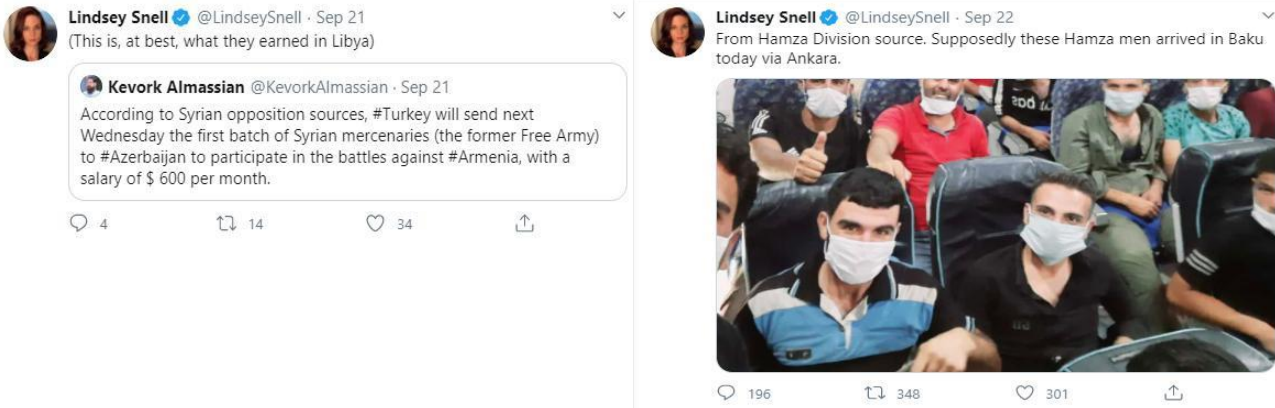 Lindsey Snell @LindseySnell · Sep 21
(This is, at best, what they earned in Libya)
Kevork Almassian @KevorkAlmassian · Sep 21
According to Syrian opposition sources, #Turkey will send next
Wednesday the first batch of Syrian mercenaries (the former Free Army)
to #Azerbaijan to participate in the battles against #Armenia, with a
salary of $ 600 per month.
4 14 34
Lindsey Snell @LindseySnell · Sep 22
From Hamza Division source. Supposedly these Hamza men arrived in Baku
today via Ankara.
196 348 301